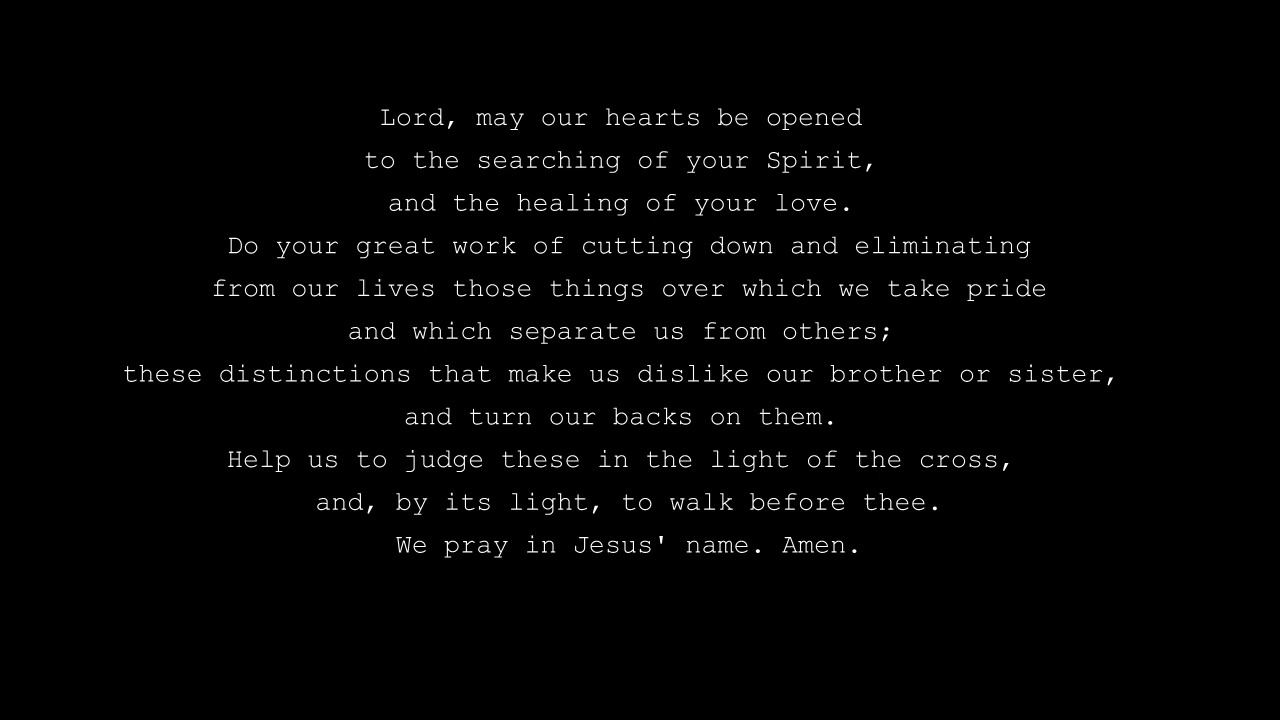 Lord, may our hearts be opened
to the searching of your Spirit,
and the healing of your love.
Do your great work of cutting down and eliminating
from our lives those things over which we take pride
and which separate us from others;
these distinctions that make us dislike our brother or sister,
and turn our backs on them.
Help us to judge these in the light of the cross,
and, by its light, to walk before thee.
We pray in Jesus' name. Amen.